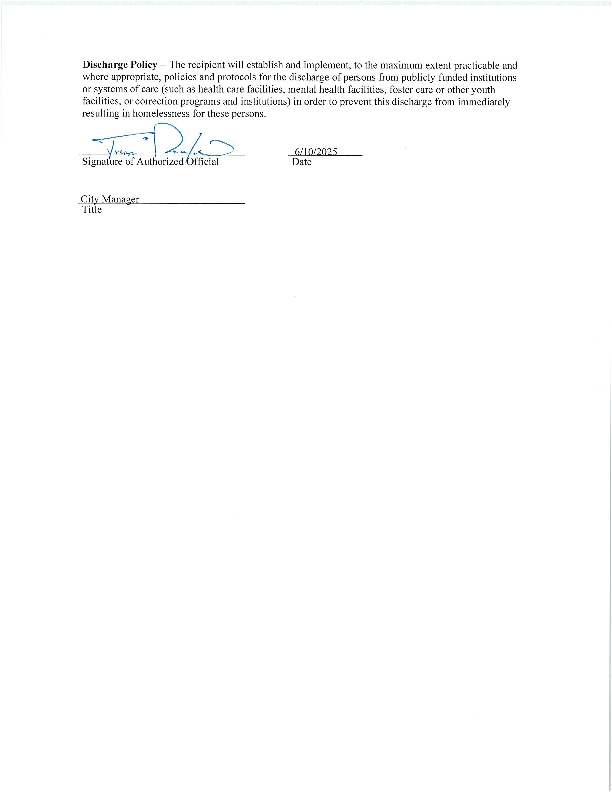 Discharge Policy – The recipient will establish and implement, to the maximum extent practicable and
where appropriate, policies and protocols for the discharge of persons from publicly funded institutions
or systems of care (such as health care facilities, mental health facilities, foster care or other youth
facilities, or correction programs and institutions) in order to prevent this discharge from immediately
resulting in homelessness for these persons.
6/10/2025
Signature of Authorized Official Date
City Manager
Title